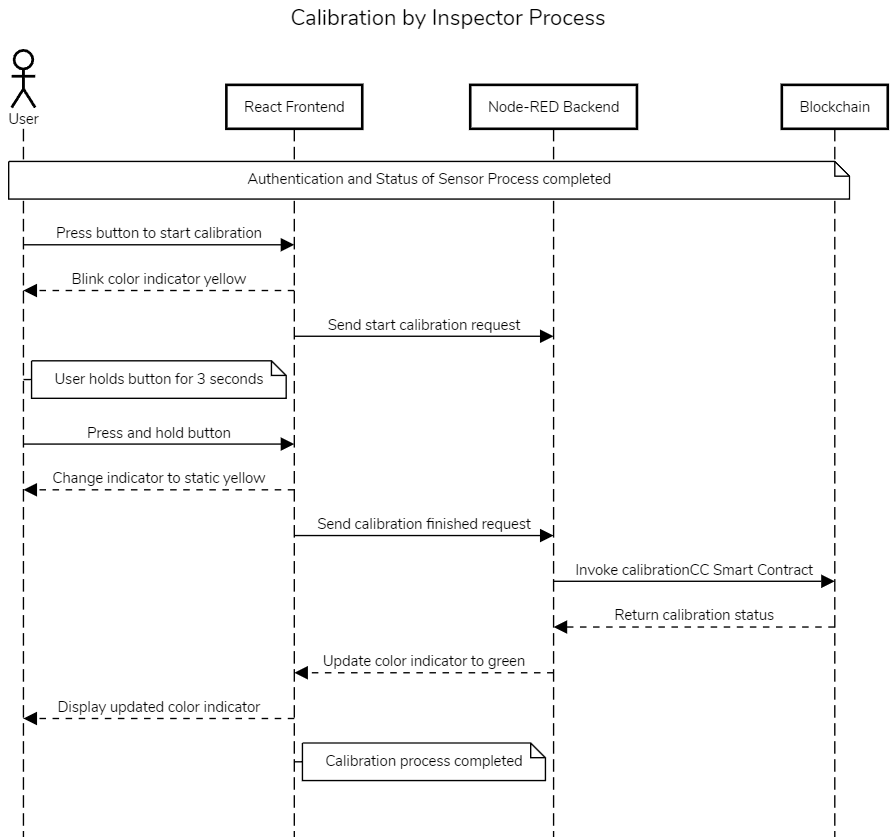 Calibration by Inspector Process
User
React Frontend
Node-RED Backend
Blockchain
Authentication and Status of Sensor Process completed
Press button to start calibration
Blink color indicator yellow
Send start calibration request
User holds button for 3 seconds
Press and hold button
Change indicator to static yellow
Send calibration finished request
Invoke calibrationCC Smart Contract
Return calibration status
Update color indicator to green
Display updated color indicator
Calibration process completed